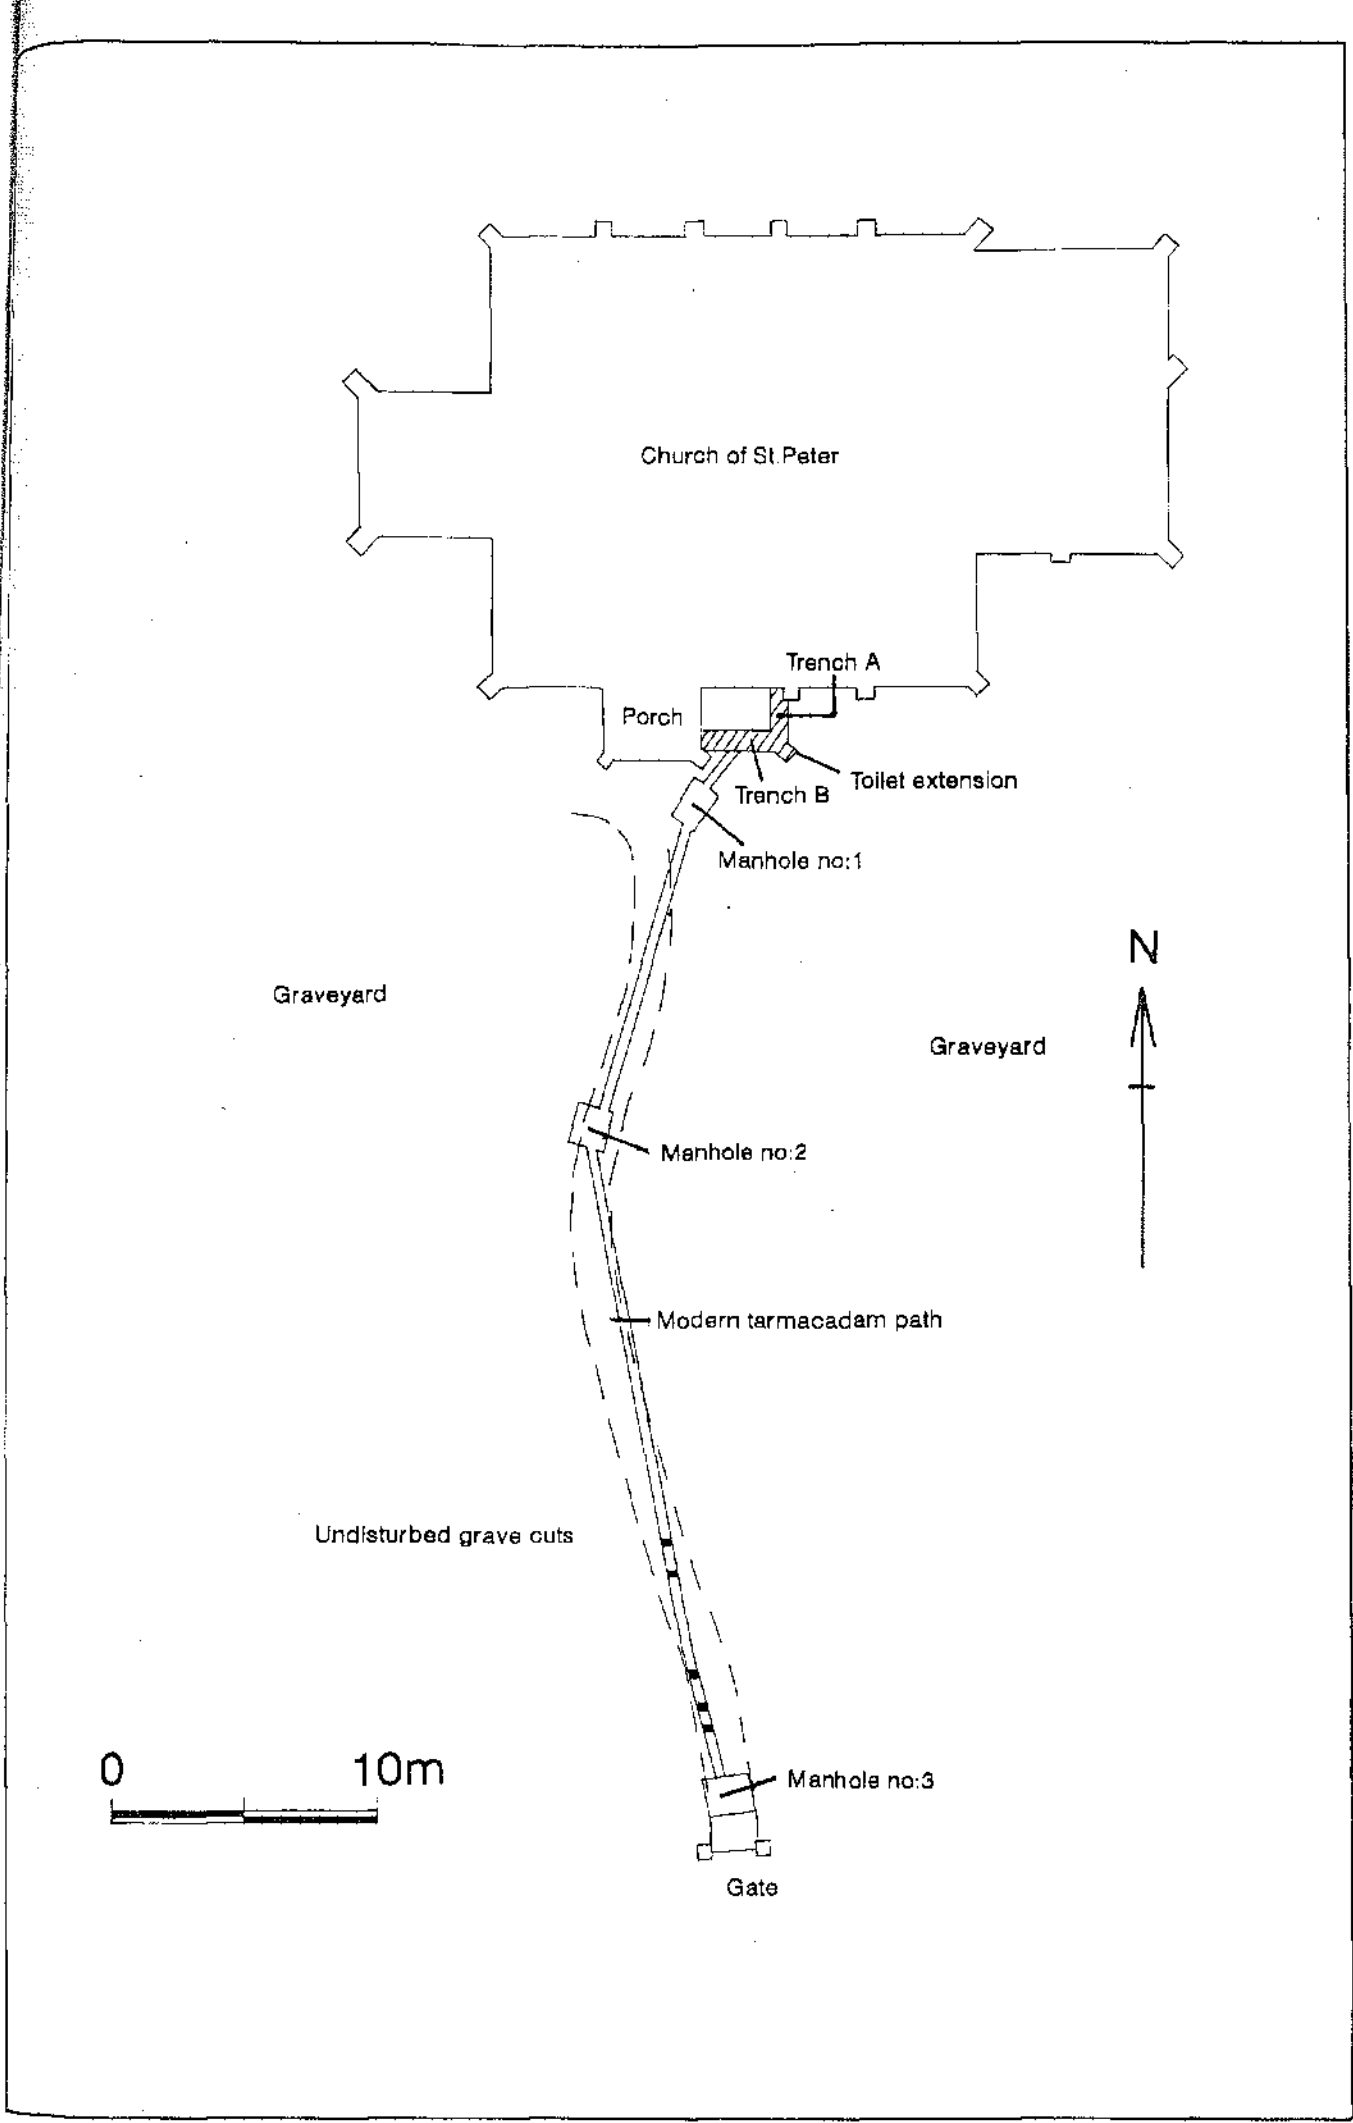 Church of St.Peter
Trench A
Porch
Toilet extension
Trench B
Manhole no:1
N
Graveyard
Graveyard
Manhole no:2
Modern tarmacadam path
Undisturbed grave cuts
0 10m
Manhole no:3
Gate